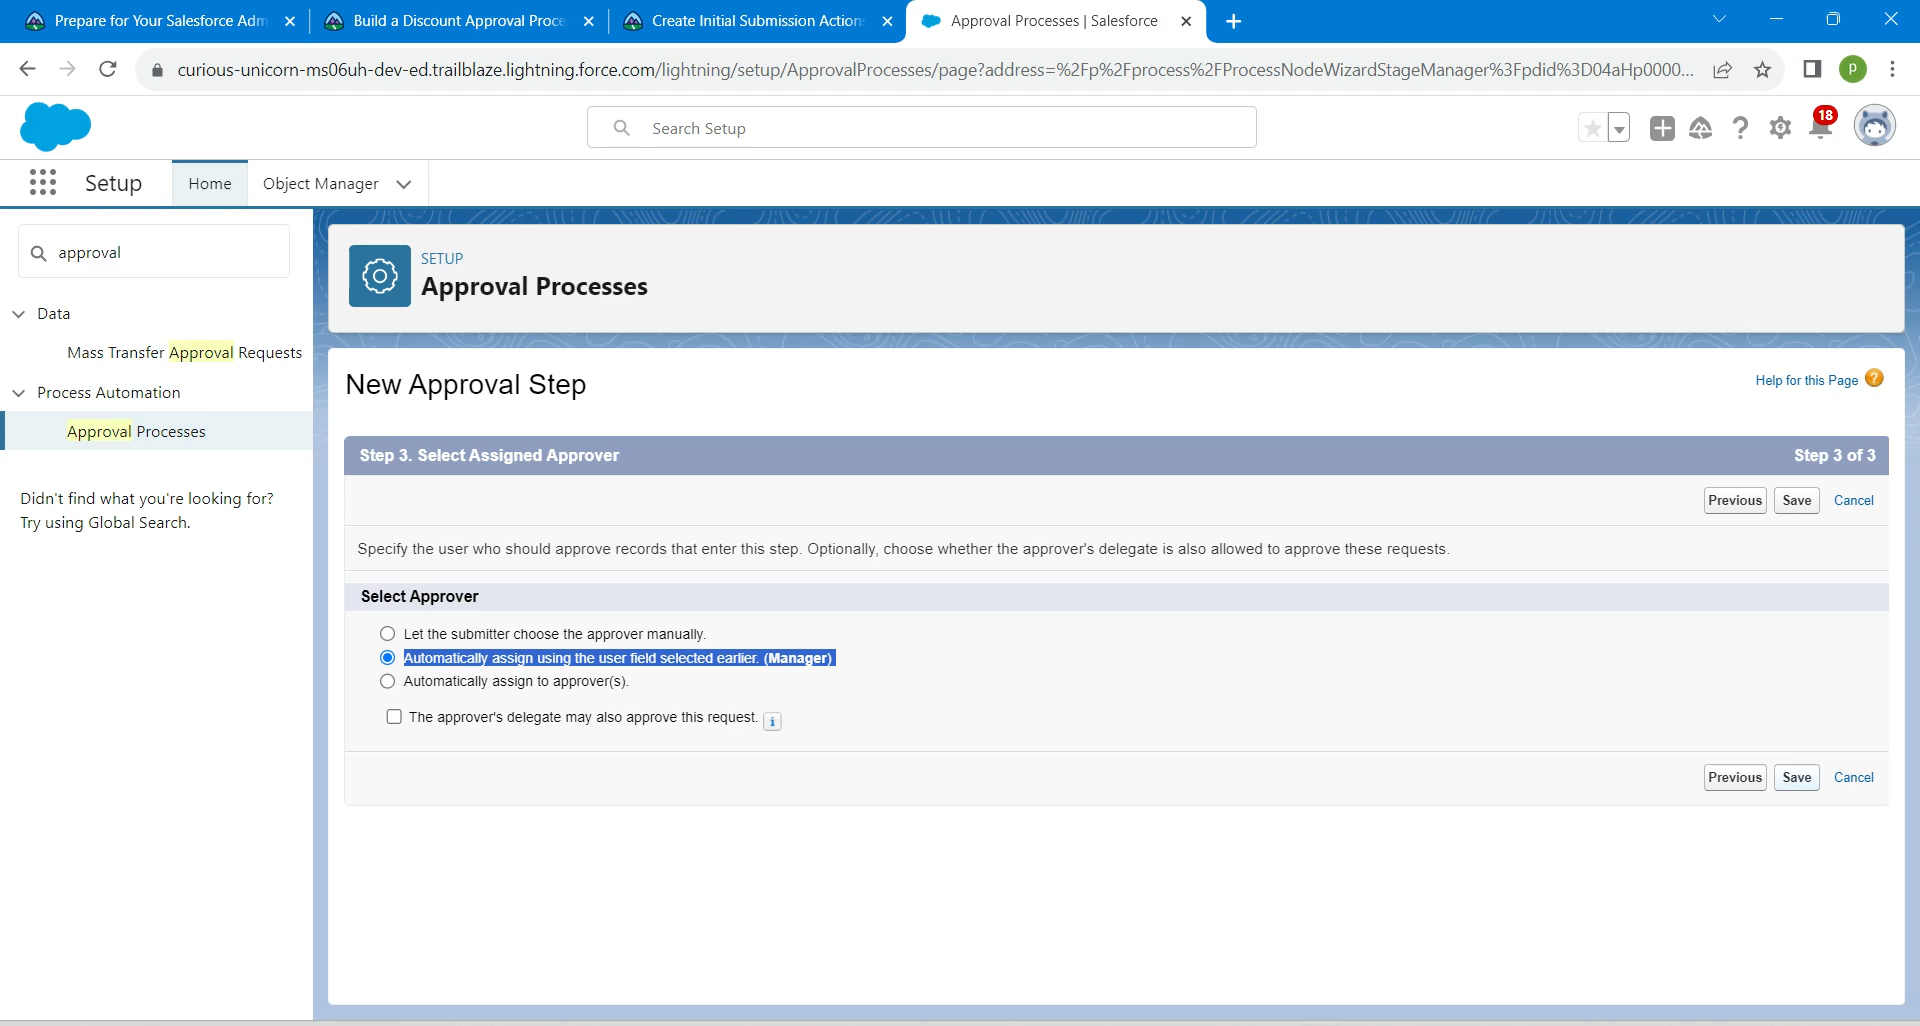 Prepare for Your Salesforce Adm
Build a Discount Approval Proce
Create Initial Submission Action
Approval Processes | Salesforce
curious-unicorn-ms06uh-dev-ed.trailblaze.lightning.force.com/lightning/setup/ApprovalProcesses/page?address=%2Fp%2Fprocess%2FProcessNodeWizardStageManager%3Fpdid%3D04aHp0000...
P
Search Setup
18
Setup
Home
Object Manager
approval
Data
Mass Transfer Approval Requests
Process Automation
Approval Processes
Didn't find what you're looking for?
Try using Global Search.
SETUP
Approval Processes
New Approval Step
Help for this Page ?
Step 3. Select Assigned Approver
Step 3 of 3
Previous Save Cancel
Specify the user who should approve records that enter this step. Optionally, choose whether the approver's delegate is also allowed to approve these requests.
Select Approver
Let the submitter choose the approver manually.
Automatically assign using the user field selected earlier. (Manager)
Automatically assign to approver(s).
The approver's delegate may also approve this request. i
Previous Save Cancel